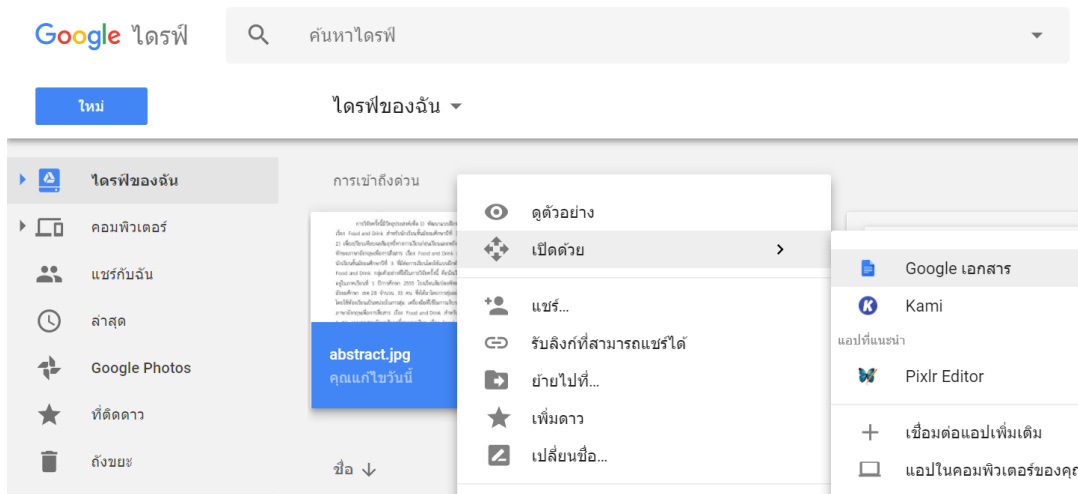 Google ไดรฟ์
ค้นหาไดรฟ์
ใหม่
ไดรฟ์ของฉัน
ไดรฟ์ของฉัน
คอมพิวเตอร์
แชร์กับฉัน
ล่าสุด
Google Photos
ที่ติดดาว
ถังขยะ
การเข้าถึงด่วน
abstract.jpg
คุณแก้ไขวันนี้
ชื่อ
ดูตัวอย่าง
เปิดด้วย
แชร์...
รับลิงก์ที่สามารถแชร์ได้
ย้ายไปที่...
เพิ่มดาว
เปลี่ยนชื่อ...
Google เอกสาร
Kami
แอปที่แนะนำ
Pixlr Editor
เชื่อมต่อแอปเพิ่มเติม
แอปในคอมพิวเตอร์ของคุณ